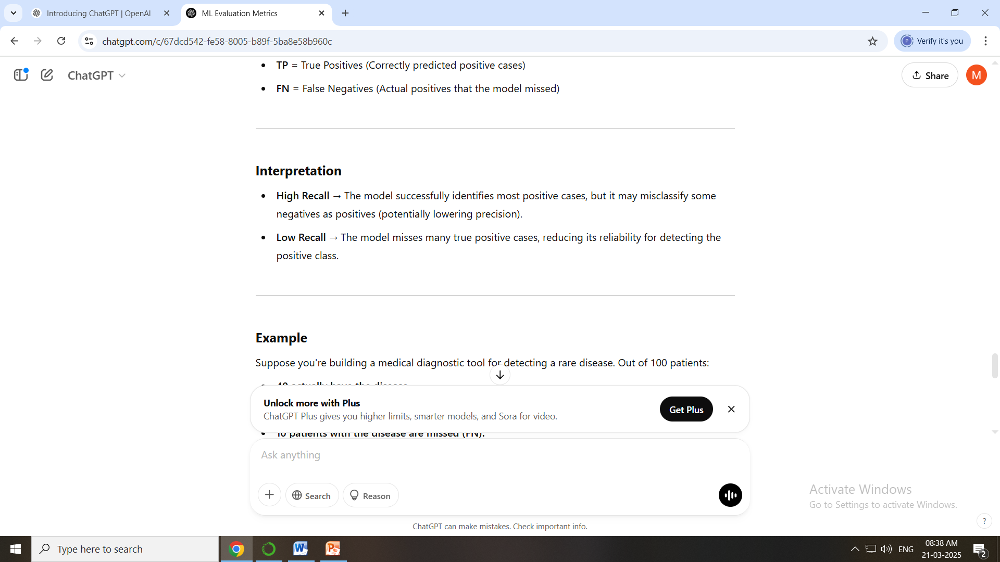 Introducing ChatGPT | OpenAI
ML Evaluation Metrics
chatgpt.com/c/67dcd542-fe58-8005-b89f-5ba8e58b960c
P
Verify it's you
ChatGPT
Share
M
TP = True Positives (Correctly predicted positive cases)
FN = False Negatives (Actual positives that the model missed)
Interpretation
High Recall → The model successfully identifies most positive cases, but it may misclassify some
negatives as positives (potentially lowering precision).
Low Recall → The model misses many true positive cases, reducing its reliability for detecting the
positive class.
Example
Suppose you're building a medical diagnostic tool for detecting a rare disease. Out of 100 patients:
40 actually have the disease
Unlock more with Plus
ChatGPT Plus gives you higher limits, smarter models, and Sora for video.
Get Plus
10 patients with the disease are missed (FN).
Ask anything
Search
Reason
ChatGPT can make mistakes. Check important info.
?
Activate Windows
Go to Settings to activate Windows.
Type here to search
ENG
08:38 AM
21-03-2025
2